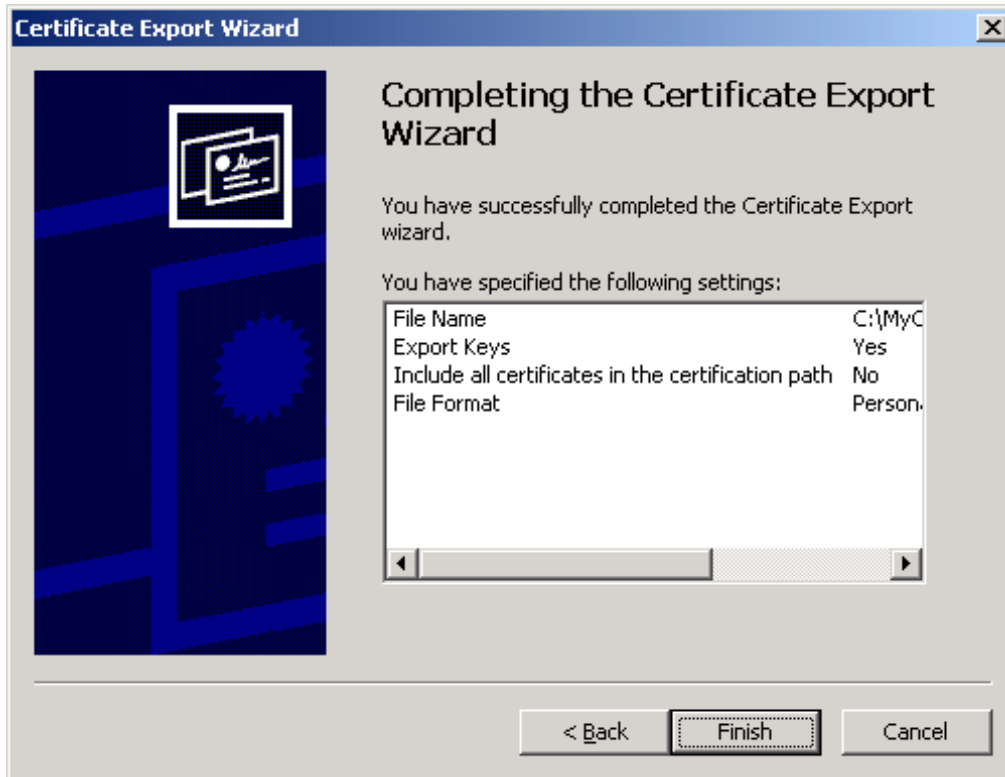 Certificate Export Wizard
Completing the Certificate Export
Wizard
You have successfully completed the Certificate Export
wizard.
You have specified the following settings:
File Name C:\MyC
Export Keys Yes
Include all certificates in the certification path No
File Format Persona
< Back Finish Cancel